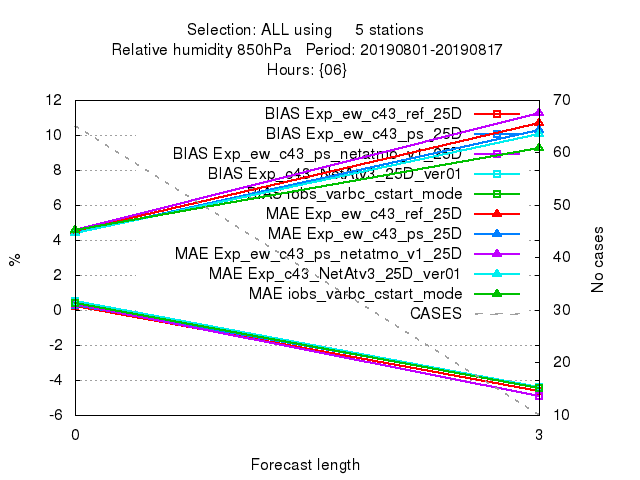 Selection: ALL using 5 stations
Relative humidity 850hPa Period: 20190801-20190817
Hours: {06}
12 70
BIAS Exp_ew_c43_ref_25D
10 BIAS Exp_ew_c43_ps_25D
BIAS Exp_ew_c43_ps_netatmo_v1_25D 60
8 BIAS Exp_c43_NetAtv3_25D_ver01
BIAS iobs_varbc_cstart_mode
6 MAE Exp_ew_c43_ref_25D 50
MAE Exp_ew_c43_ps_25D
4 MAE Exp_ew_c43_ps_netatmo_v1_25D 40
2 MAE Exp_c43_NetAtv3_25D_ver01
MAE iobs_varbc_cstart_mode
0 CASES 30
-2
20
-4
-6 10
0 3
%
No cases
Forecast length